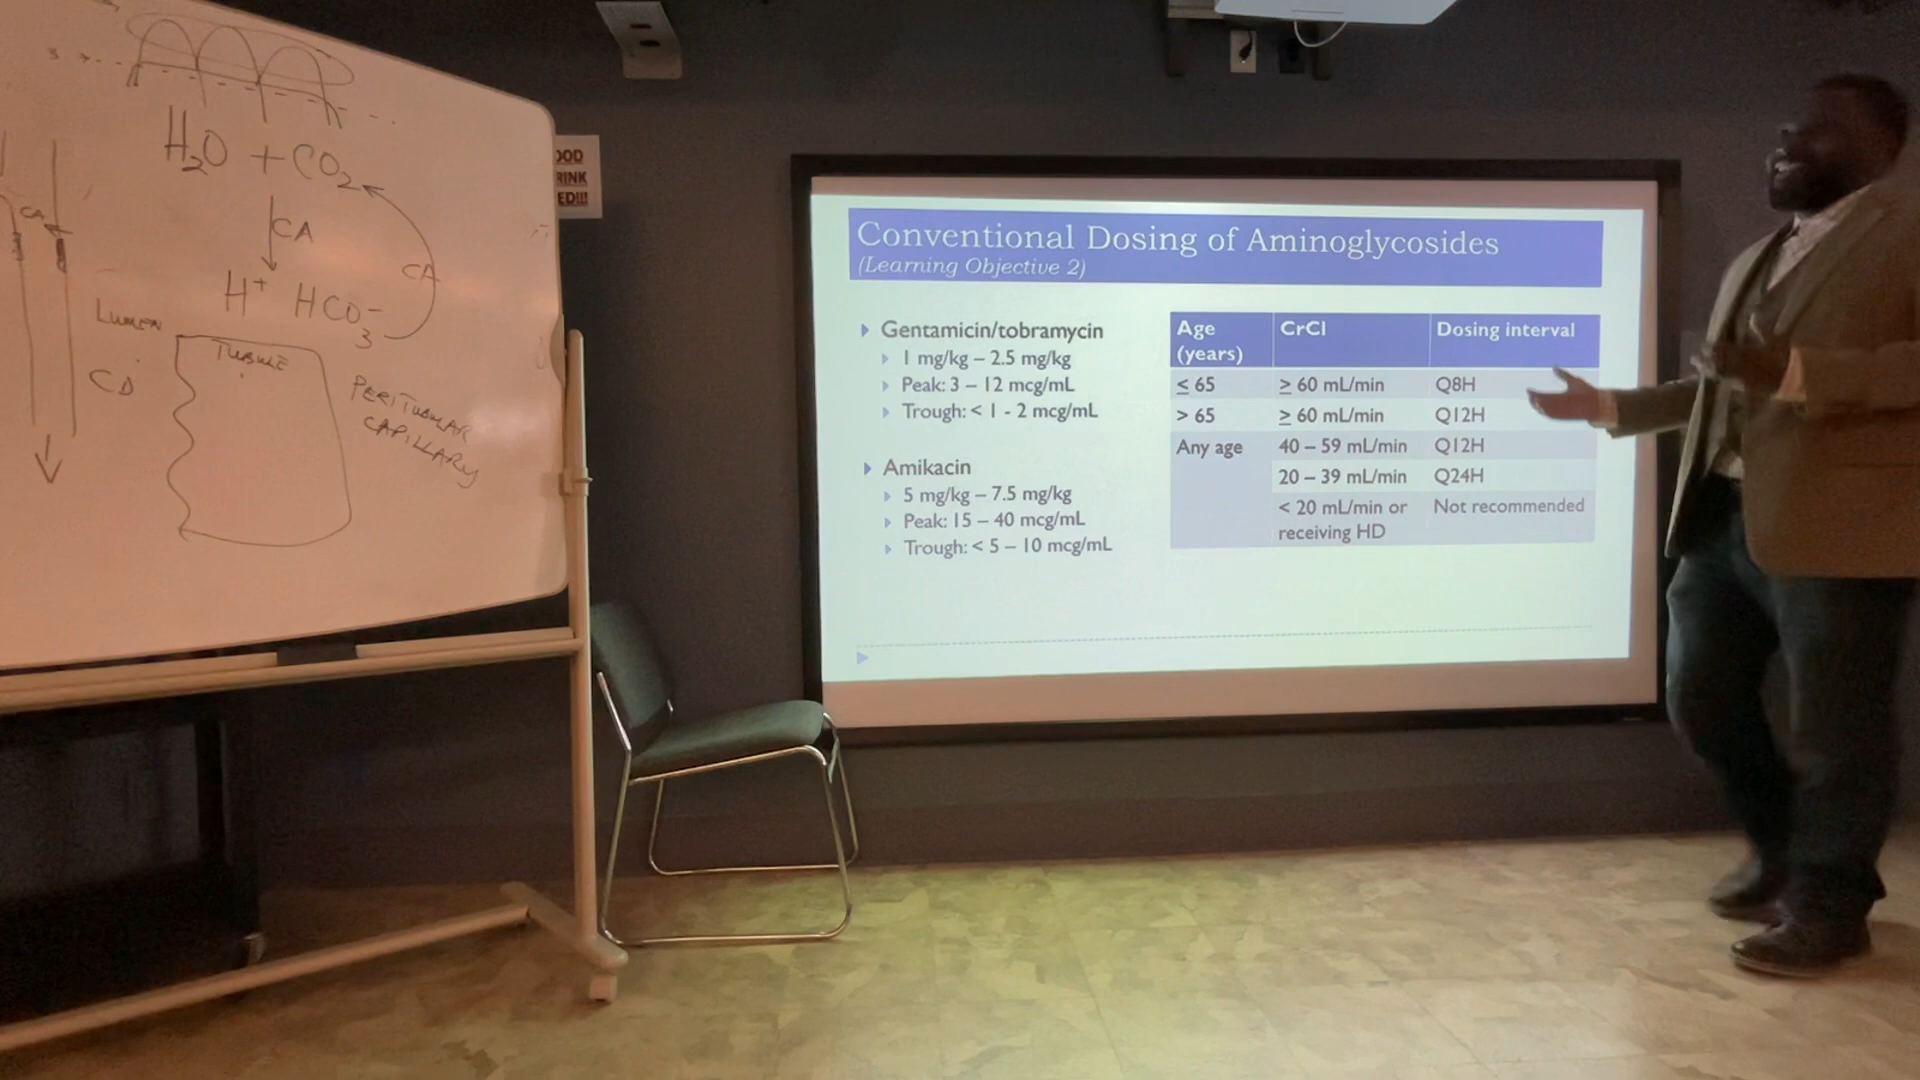 H2O + CO2
CA
CA
CA
H+ HCO3-
LUMEN
TUBULE
CD
PERITUBULAR
CAPILLARY
OOD
RINK
ED!!!
Conventional Dosing of Aminoglycosides
(Learning Objective 2)
Gentamicin/tobramycin
1 mg/kg – 2.5 mg/kg
Peak: 3 – 12 mcg/mL
Trough: < 1 - 2 mcg/mL
Amikacin
5 mg/kg – 7.5 mg/kg
Peak: 15 – 40 mcg/mL
Trough: < 5 – 10 mcg/mL
Age (years) CrCl Dosing interval
≤ 65 ≥ 60 mL/min Q8H
> 65 ≥ 60 mL/min Q12H
Any age 40 – 59 mL/min Q12H
20 – 39 mL/min Q24H
< 20 mL/min or receiving HD Not recommended